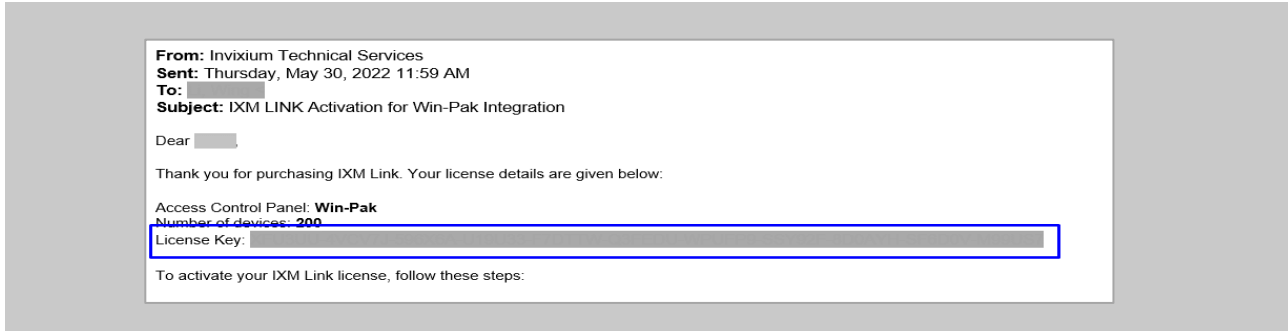 From: Invixium Technical Services
Sent: Thursday, May 30, 2022 11:59 AM
To:
Subject: IXM LINK Activation for Win-Pak Integration
Dear ,
Thank you for purchasing IXM Link. Your license details are given below:
Access Control Panel: Win-Pak
Number of devices: 200
License Key:
To activate your IXM Link license, follow these steps: